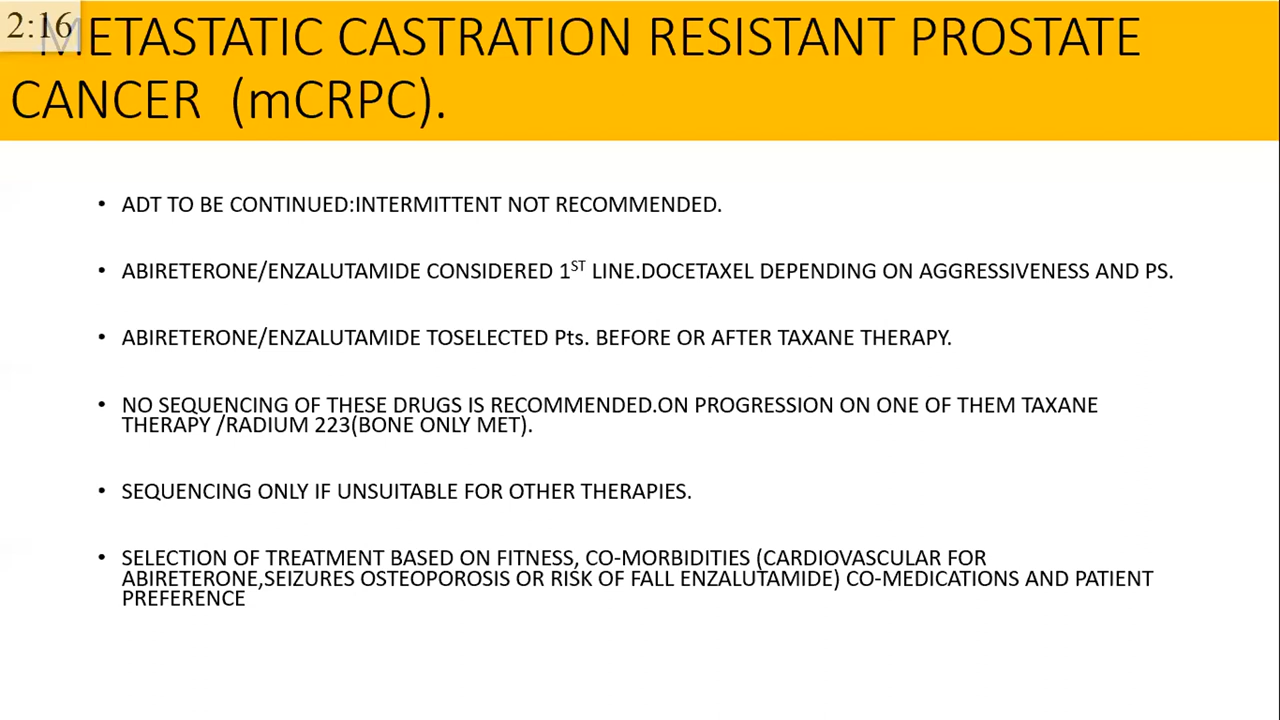 2:16
METASTATIC CASTRATION RESISTANT PROSTATE
CANCER (mCRPC).
• ADT TO BE CONTINUED:INTERMITTENT NOT RECOMMENDED.
• ABIRETERONE/ENZALUTAMIDE CONSIDERED 1ST LINE.DOCETAXEL DEPENDING ON AGGRESSIVENESS AND PS.
• ABIRETERONE/ENZALUTAMIDE TOSELECTED Pts. BEFORE OR AFTER TAXANE THERAPY.
• NO SEQUENCING OF THESE DRUGS IS RECOMMENDED.ON PROGRESSION ON ONE OF THEM TAXANE
THERAPY /RADIUM 223(BONE ONLY MET).
• SEQUENCING ONLY IF UNSUITABLE FOR OTHER THERAPIES.
• SELECTION OF TREATMENT BASED ON FITNESS, CO-MORBIDITIES (CARDIOVASCULAR FOR
ABIRETERONE,SEIZURES OSTEOPOROSIS OR RISK OF FALL ENZALUTAMIDE) CO-MEDICATIONS AND PATIENT
PREFERENCE